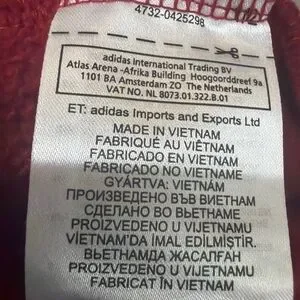 4732-0425298
adidas International Trading BV
Atlas Arena -Afrika Building Hoogoorddreef 9a
1101 BA Amsterdam ZO The Netherlands
VAT NO. NL 8073.01.322.B.01
ET: adidas Imports and Exports Ltd
MADE IN VIETNAM
FABRIQUÉ AU VIÊTNAM
FABRICADO EN VIETNAM
FABRICADO NO VIETNAME
GYÁRTVA: VIETNÁM
ПРОИЗВЕДЕНО ВЪВ ВИЕТНАМ
СДЕЛАНО ВО ВЬЕТНАМЕ
PROIZVEDENO U VIJETNAMU
VİETNAM'DA İMAL EDİLMİŞTİR.
ВЬЕТНАМДА ЖАСАЛҒАН
PROIZVEDENO U VIJETNAMU
FABRICAT ÎN VIETNAM